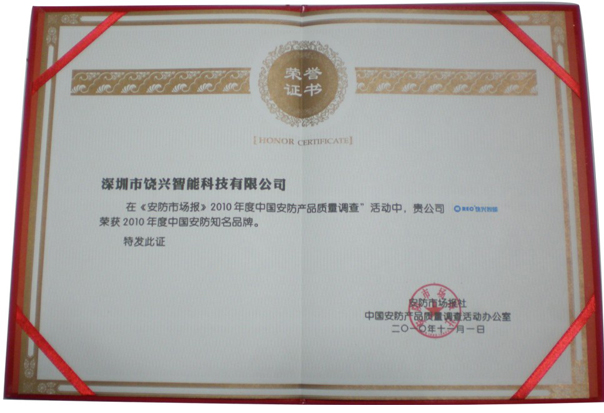 荣誉
证书
[HONOR CERTIFICATE]
深圳市饶兴智能科技有限公司
在《安防市场报》2010年度中国安防产品质量调查”活动中，贵公司
荣获2010年度中国安防知名品牌。
特发此证
安防市场报社
中国安防产品质量调查活动办公室
二〇一〇年十一月一日